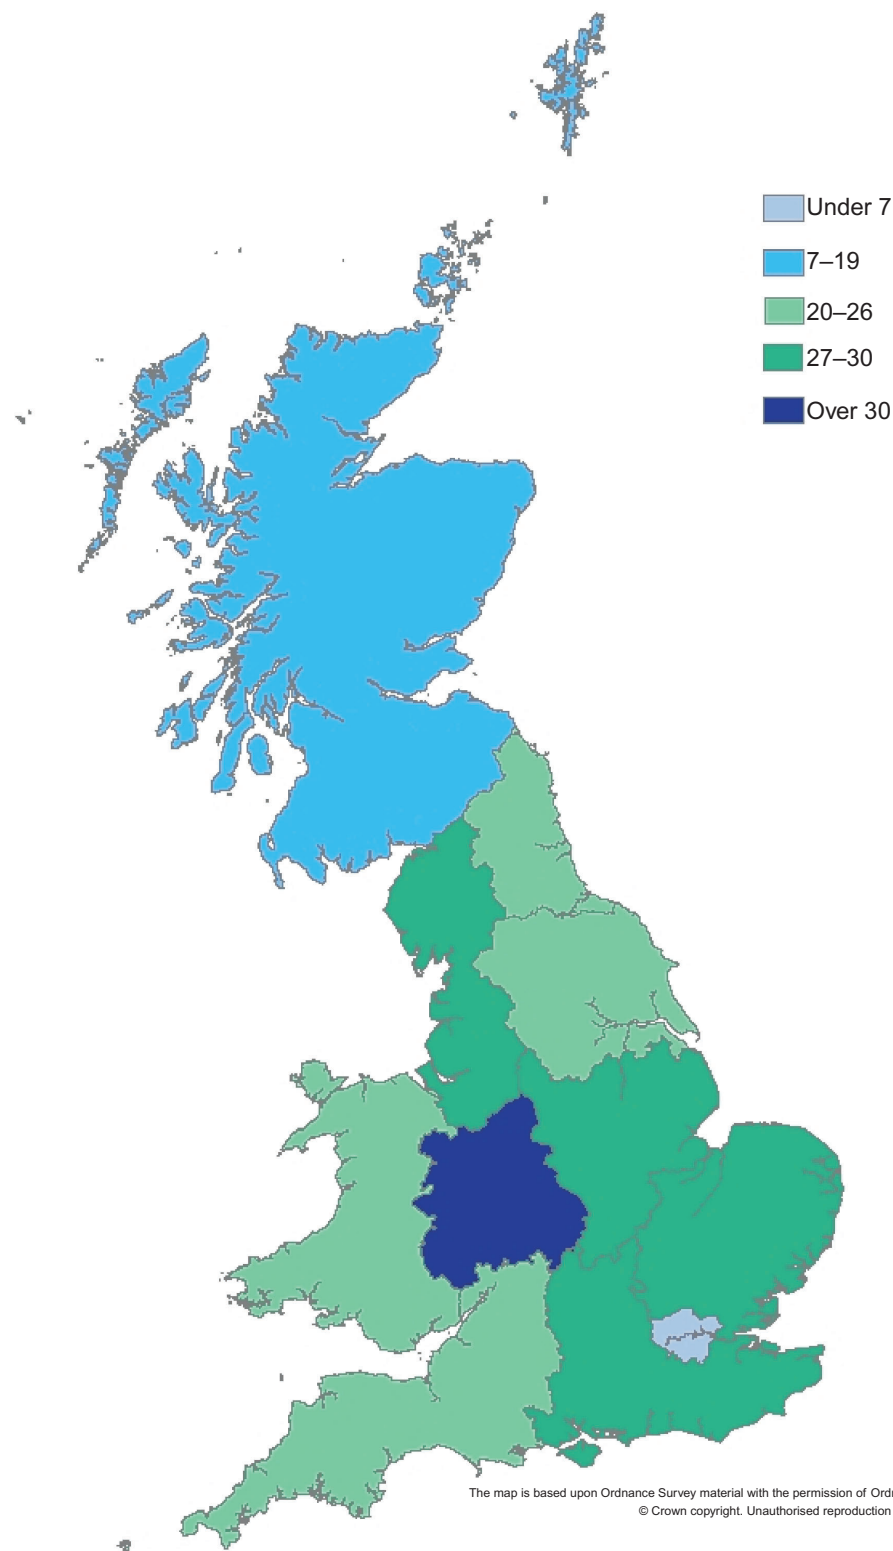 Under 7
7–19
20–26
27–30
Over 30
The map is based upon Ordnance Survey material with the permission of Ord
© Crown copyright. Unauthorised reproduction